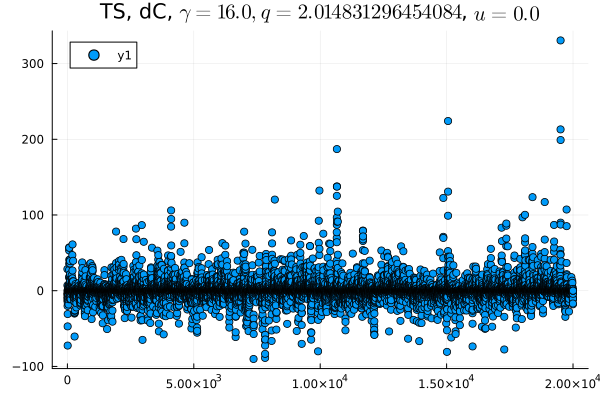 TS, dC, γ = 16.0, q = 2.014831296454084, u = 0.0
y1
300
200
100
0
−100
0 5.00×10³ 1.00×10⁴ 1.50×10⁴ 2.00×10⁴